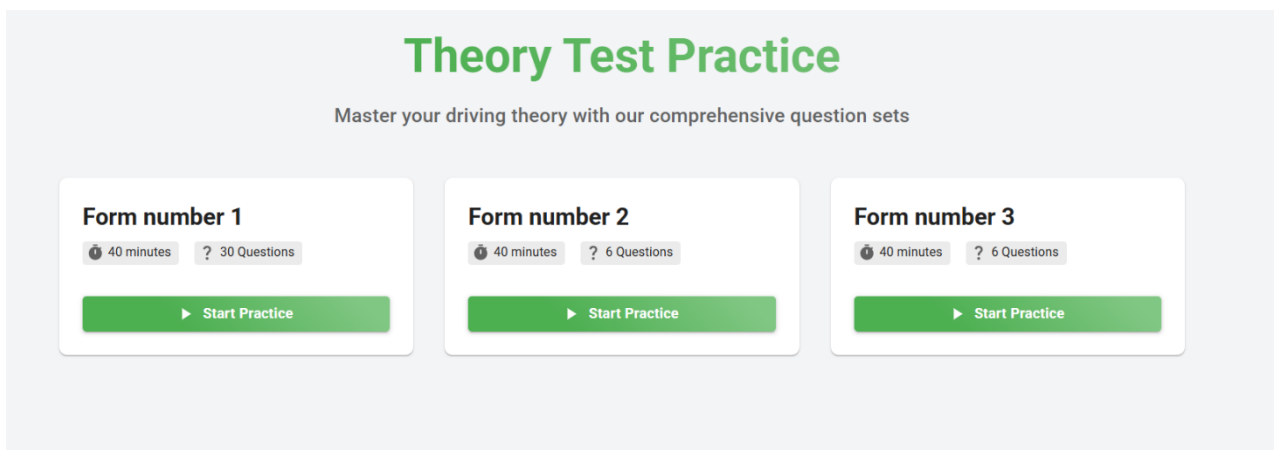 Theory Test Practice
Master your driving theory with our comprehensive question sets
Form number 1
40 minutes ? 30 Questions
Start Practice
Form number 2
40 minutes ? 6 Questions
Start Practice
Form number 3
40 minutes ? 6 Questions
Start Practice